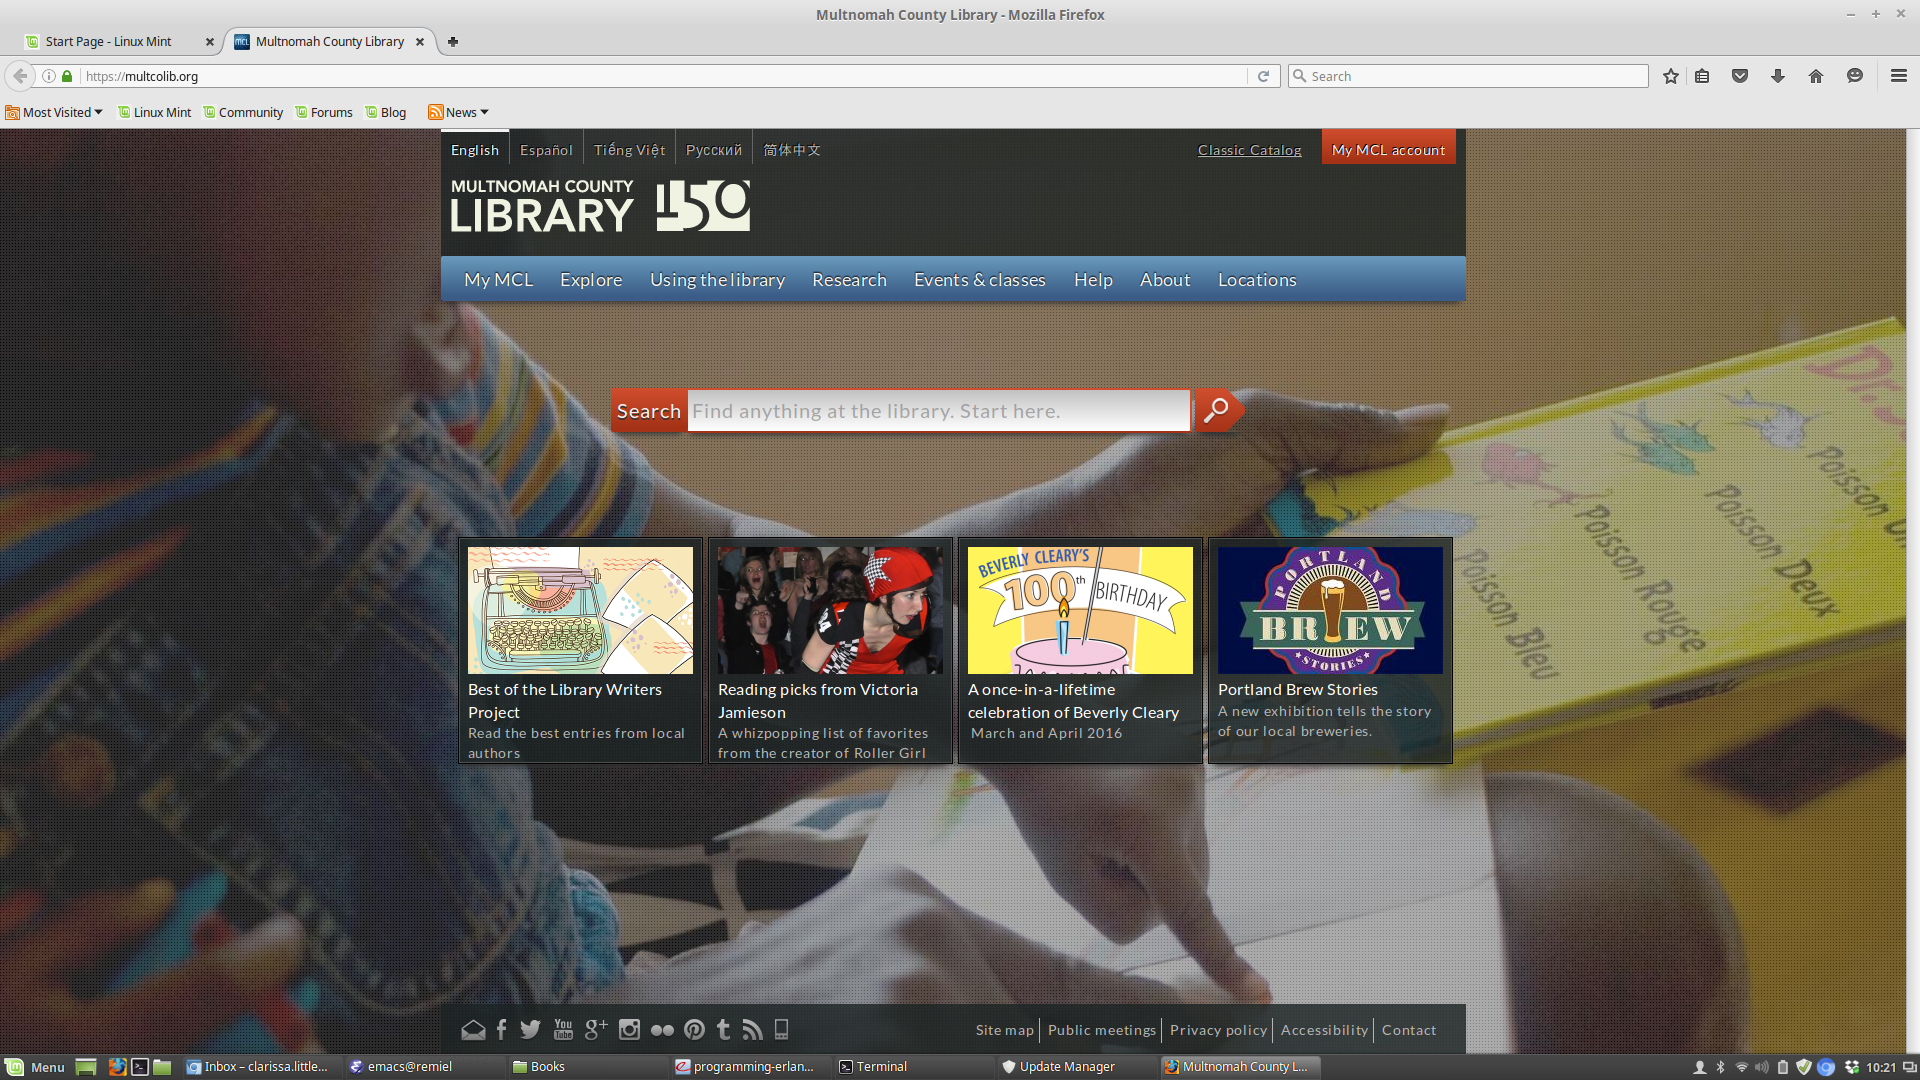 Multnomah County Library - Mozilla Firefox
Start Page - Linux Mint
Multnomah County Library
https://multcolib.org
Search
Most Visited
Linux Mint
Community
Forums
Blog
News
English
Español
Tiếng Việt
Русский
简体中文
Classic Catalog
My MCL account
MULTNOMAH COUNTY
LIBRARY
150
My MCL
Explore
Using the library
Research
Events & classes
Help
About
Locations
Search
Find anything at the library. Start here.
Dr.
Poisson
Poisson Deux
Poisson Rouge
Poisson Bleu
BEVERLY CLEARY'S
100th
BIRTHDAY
PORTLAND
BREW
STORIES
Best of the Library Writers
Project
Read the best entries from local
authors
Reading picks from Victoria
Jamieson
A whizpopping list of favorites
from the creator of Roller Girl
A once-in-a-lifetime
celebration of Beverly Cleary
March and April 2016
Portland Brew Stories
A new exhibition tells the story
of our local breweries.
You
Tube
g+
Site map
Public meetings
Privacy policy
Accessibility
Contact
Menu
Inbox – clarissa.little...
emacs@remiel
Books
programming-erlan...
Terminal
Update Manager
Multnomah County L...
10:21